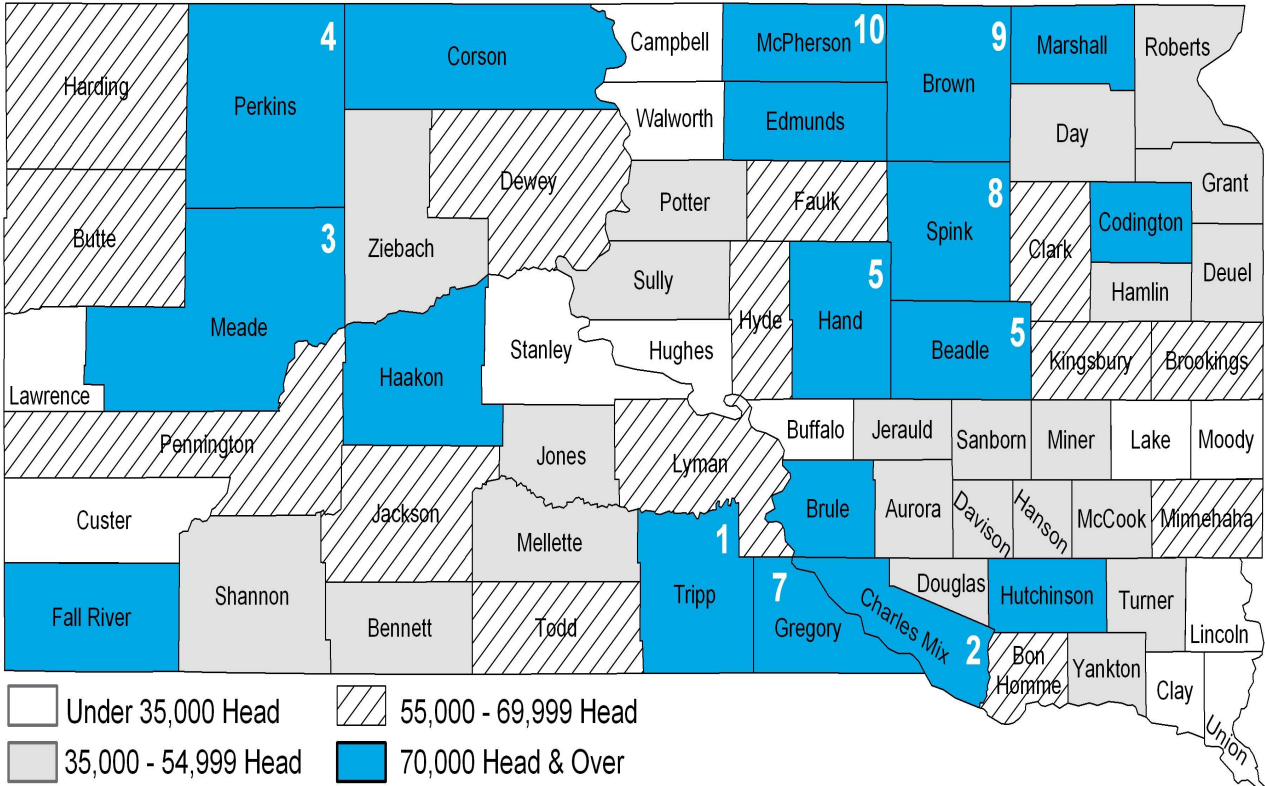 Harding
Perkins
4
Corson
Campbell
McPherson
10
Brown
9
Marshall
Roberts
Walworth
Edmunds
Day
Butte
Meade
3
Ziebach
Dewey
Potter
Faulk
Spink
8
Clark
Codington
Grant
Sully
Hyde
Hand
5
Hamlin
Deuel
Lawrence
Haakon
Stanley
Hughes
Beadle
5
Kingsbury
Brookings
Pennington
Jones
Lyman
Buffalo
Jerauld
Sanborn
Miner
Lake
Moody
Custer
Jackson
Mellette
Brule
Aurora
Davison
Hanson
McCook
Minnehaha
Fall River
Shannon
Bennett
Todd
Tripp
1
7
Gregory
Charles Mix
2
Douglas
Hutchinson
Turner
Lincoln
Bon
Homme
Yankton
Clay
Union
Under 35,000 Head
55,000 - 69,999 Head
35,000 - 54,999 Head
70,000 Head & Over